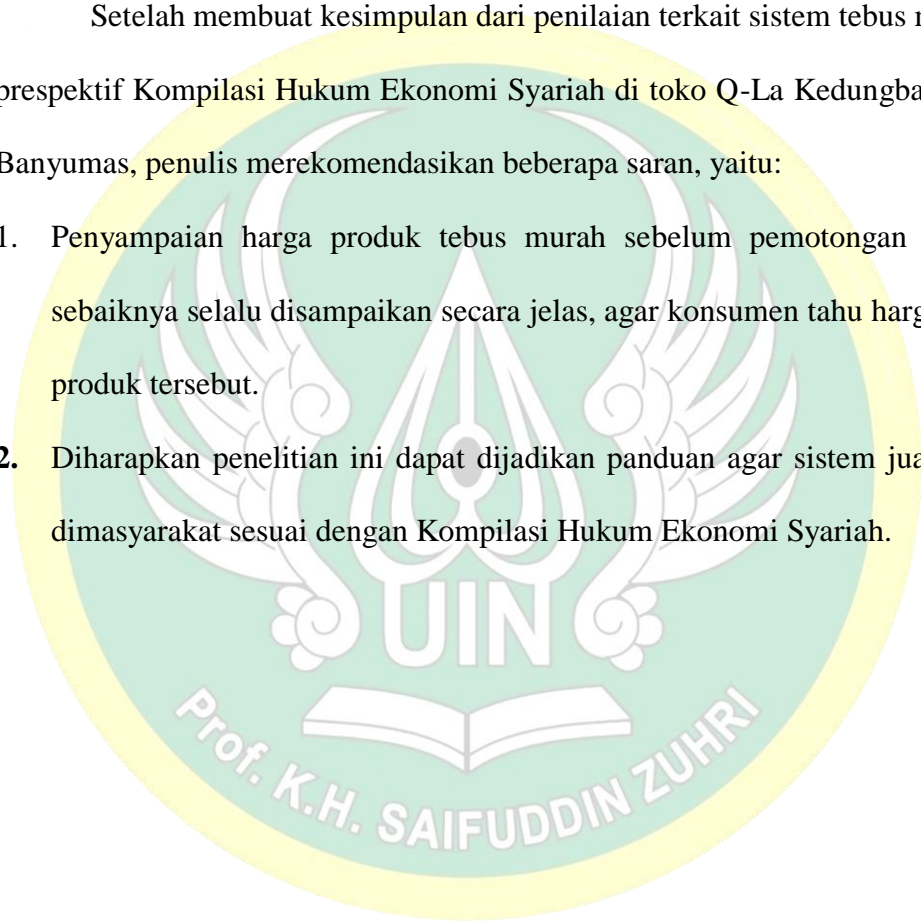 Setelah membuat kesimpulan dari penilaian terkait sistem tebus
prespektif Kompilasi Hukum Ekonomi Syariah di toko Q-La
Banyumas, penulis merekomendasikan beberapa saran, yaitu:
1. Penyampaian harga produk tebus murah sebelum pemotongan
sebaiknya selalu disampaikan secara jelas, agar konsumen tahu
produk tersebut.
2. Diharapkan penelitian ini dapat dijadikan panduan agar sistem
dimasyarakat sesuai dengan Kompilasi Hukum Ekonomi Syariah.
UIN
Prof. K.H. SAIFUDDIN ZUHRI